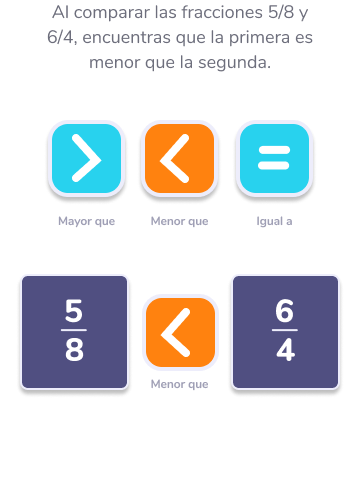 Al comparar las fracciones 5/8 y
6/4, encuentras que la primera es
menor que la segunda.
> < =
Mayor que Menor que Igual a
5/8 < 6/4
Menor que